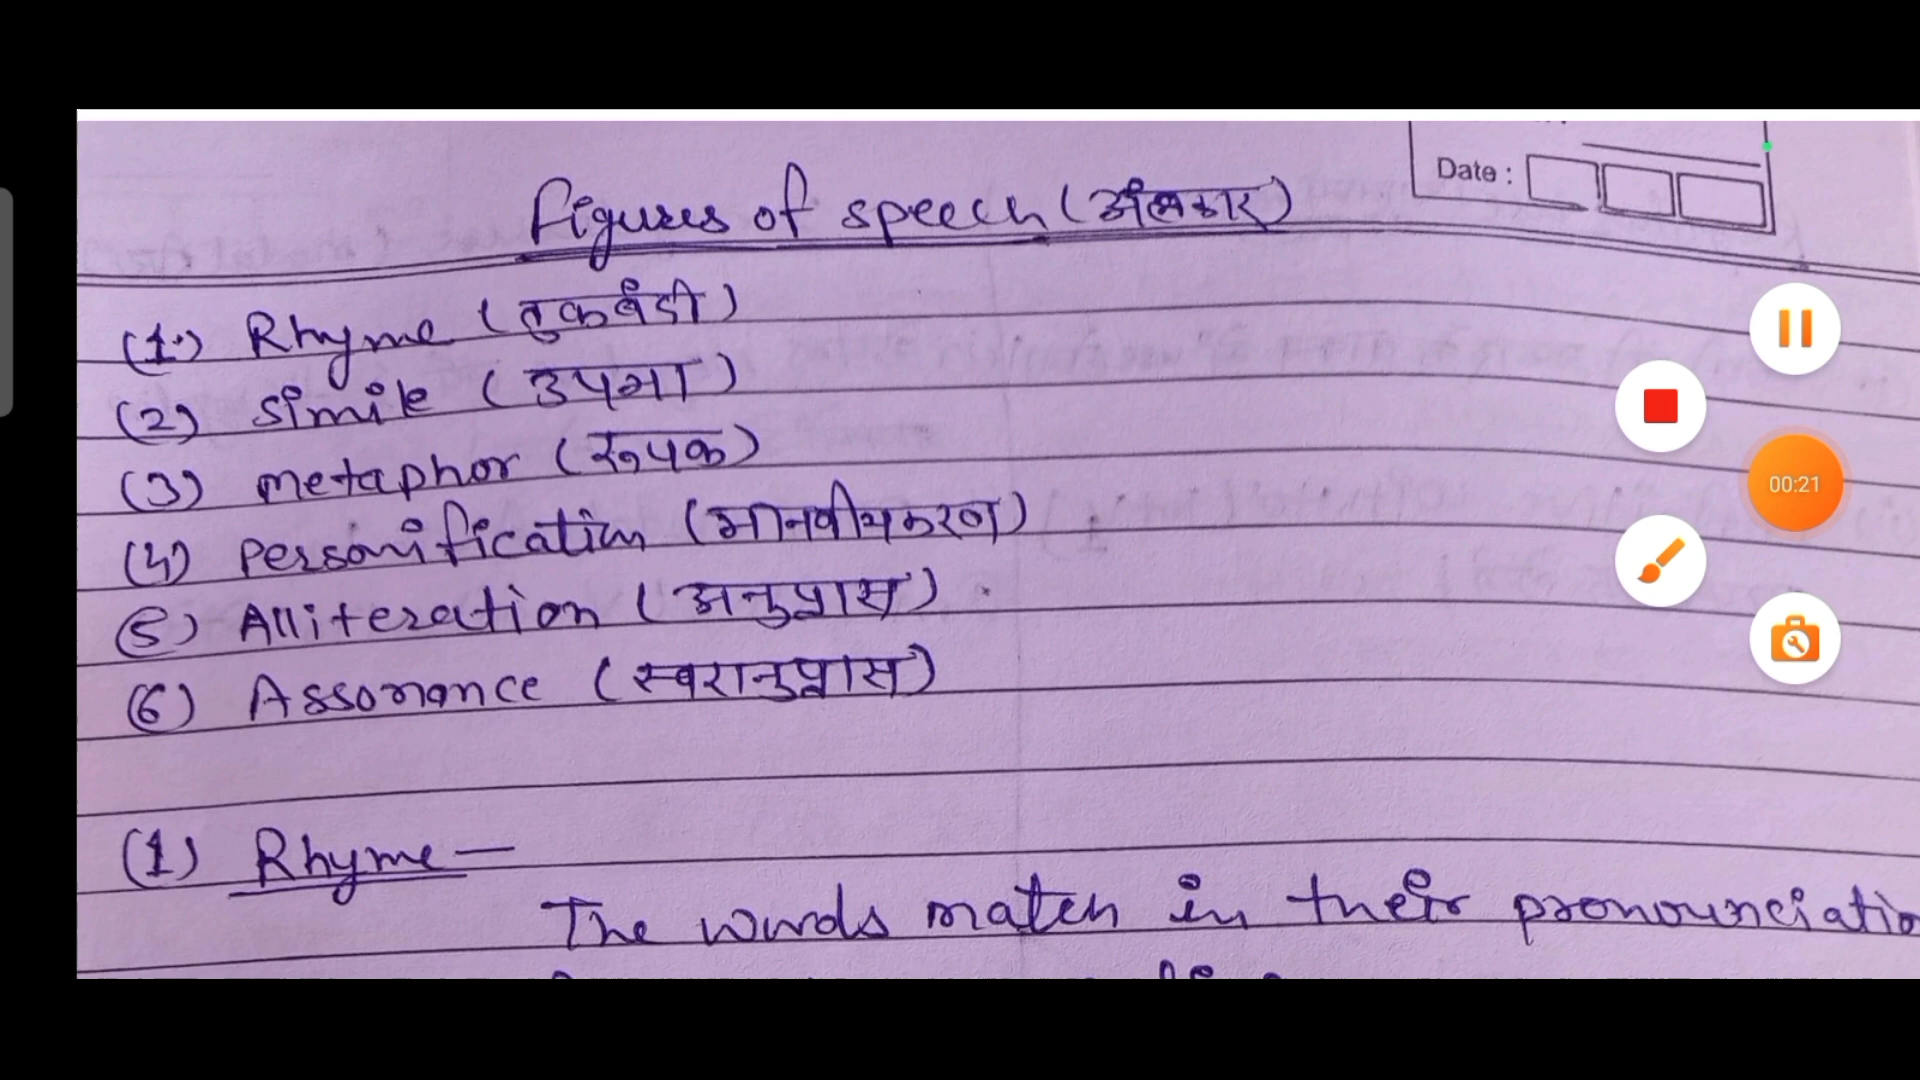 Date :
figures of speech (अंलकार)
(1.) Rhyme (तुकबंदी)
(2) simile (उपमा)
(3) metaphor (रूपक)
(4) personification (मानवीयकरण)
(5) Alliteration (अनुप्रास)
(6) Assonance (स्वरानुप्रास)
00:21
(1) Rhyme —
The words match in their pronounciatio